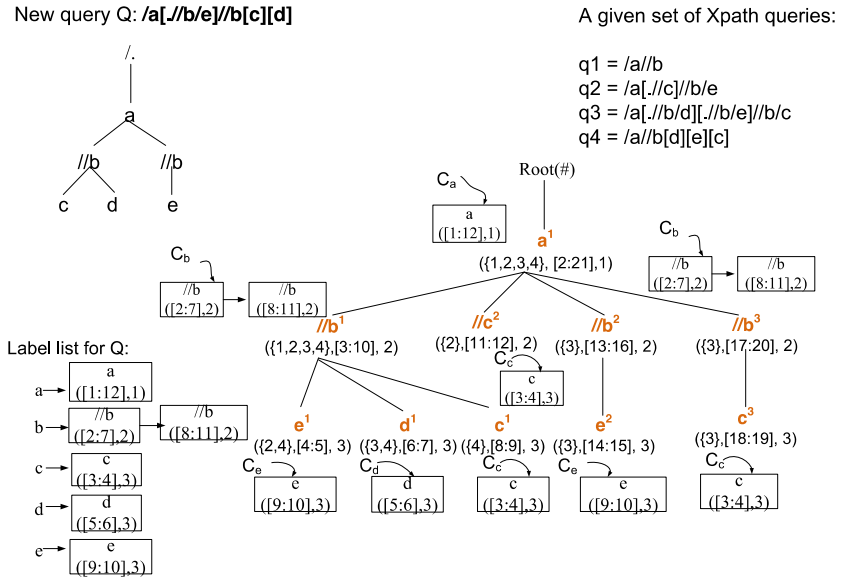 New query Q: /a[.//b/e]//b[c][d]
A given set of Xpath queries:
q1 = /a//b
q2 = /a[.//c]//b/e
q3 = /a[.//b/d][.//b/e]//b/c
q4 = /a//b[d][e][c]
/.
a
//b //b
c d e
Root(#)
Ca
a
([1:12],1)
a1
({1,2,3,4}, [2:21],1)
Cb
//b
([2:7],2)
//b
([8:11],2)
Cb
//b
([2:7],2)
//b
([8:11],2)
//b1
({1,2,3,4},[3:10], 2)
//c2
({2},[11:12], 2)
//b2
({3},[13:16], 2)
//b3
({3},[17:20], 2)
Cc
c
([3:4],3)
e1
({2,4},[4:5], 3)
d1
({3,4},[6:7], 3)
c1
({4},[8:9], 3)
e2
({3},[14:15], 3)
c3
({3},[18:19], 3)
Ce
e
([9:10],3)
Cd
d
([5:6],3)
Cc
c
([3:4],3)
Ce
e
([9:10],3)
Cc
c
([3:4],3)
Label list for Q:
a
a
([1:12],1)
b
//b
([2:7],2)
//b
([8:11],2)
c
c
([3:4],3)
d
d
([5:6],3)
e
e
([9:10],3)